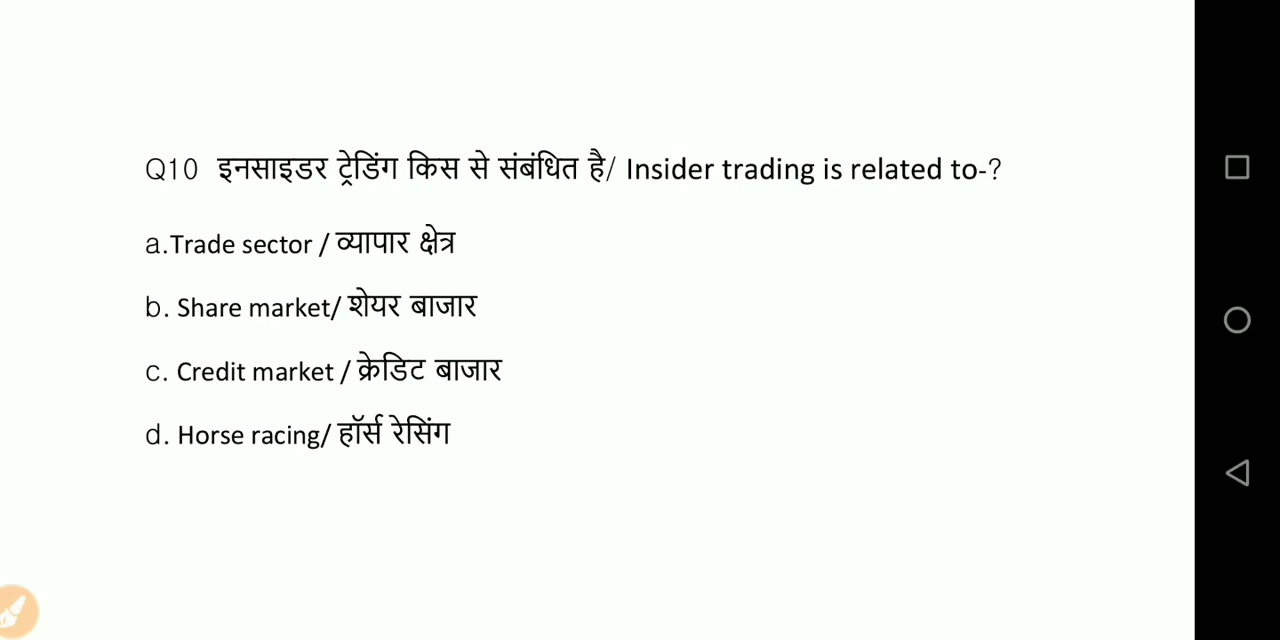 Q10 इनसाइडर ट्रेडिंग किस से संबंधित है/ Insider trading is related to-?
a.Trade sector / व्यापार क्षेत्र
b. Share market/ शेयर बाजार
c. Credit market / क्रेडिट बाजार
d. Horse racing/ हॉर्स रेसिंग